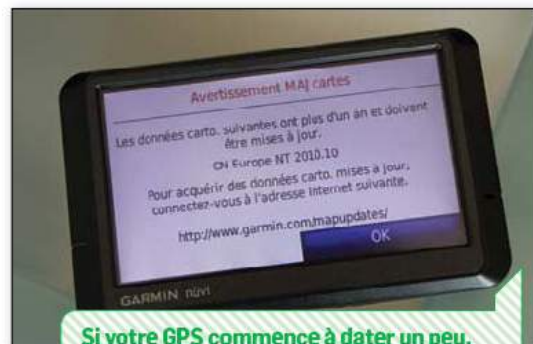 Avertissement MAJ cartes
Les données carto. suivantes ont plus d'un an et doivent
être mises à jour.
CN Europe NT 2010.10
Pour acquérir des données carto. mises à jour,
connectez-vous à l'adresse Internet suivante.
http://www.garmin.com/mapupdates/
OK
GARMIN nüvi
Si votre GPS commence à dater un peu,